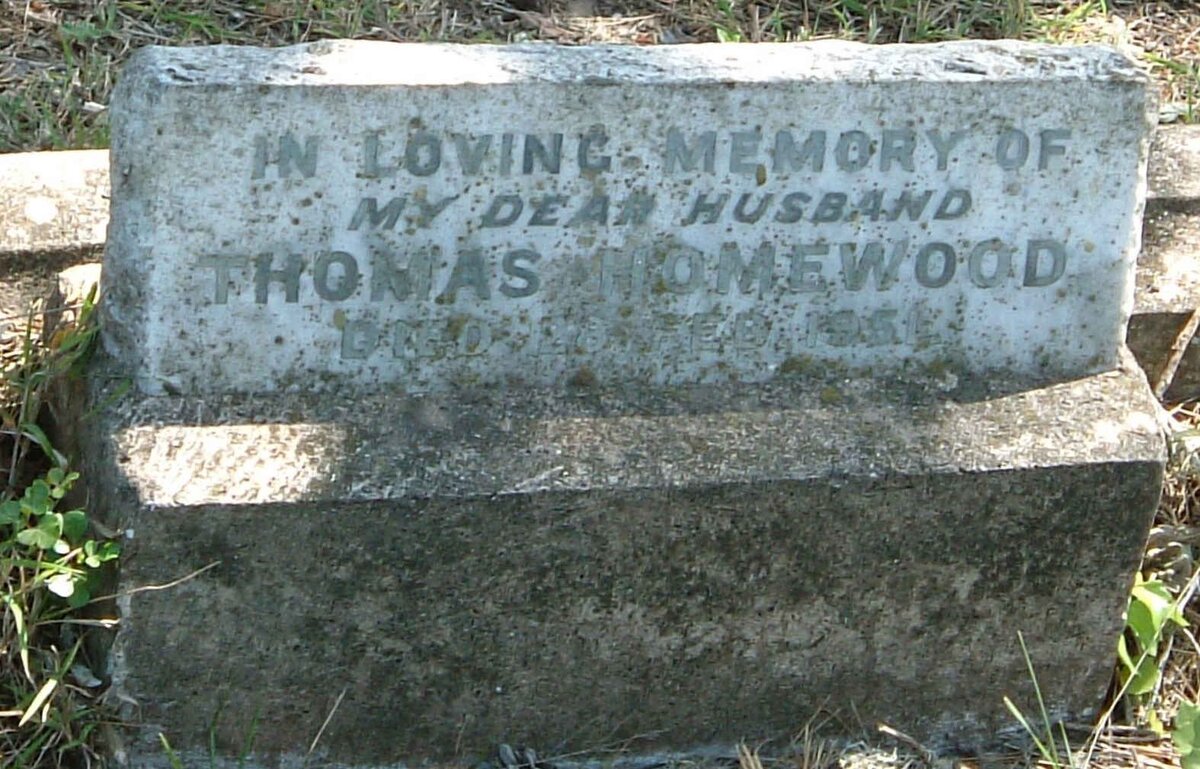 IN LOVING MEMORY OF
MY DEAR HUSBAND
THOMAS HOMEWOOD
DIED FEB. 1951.